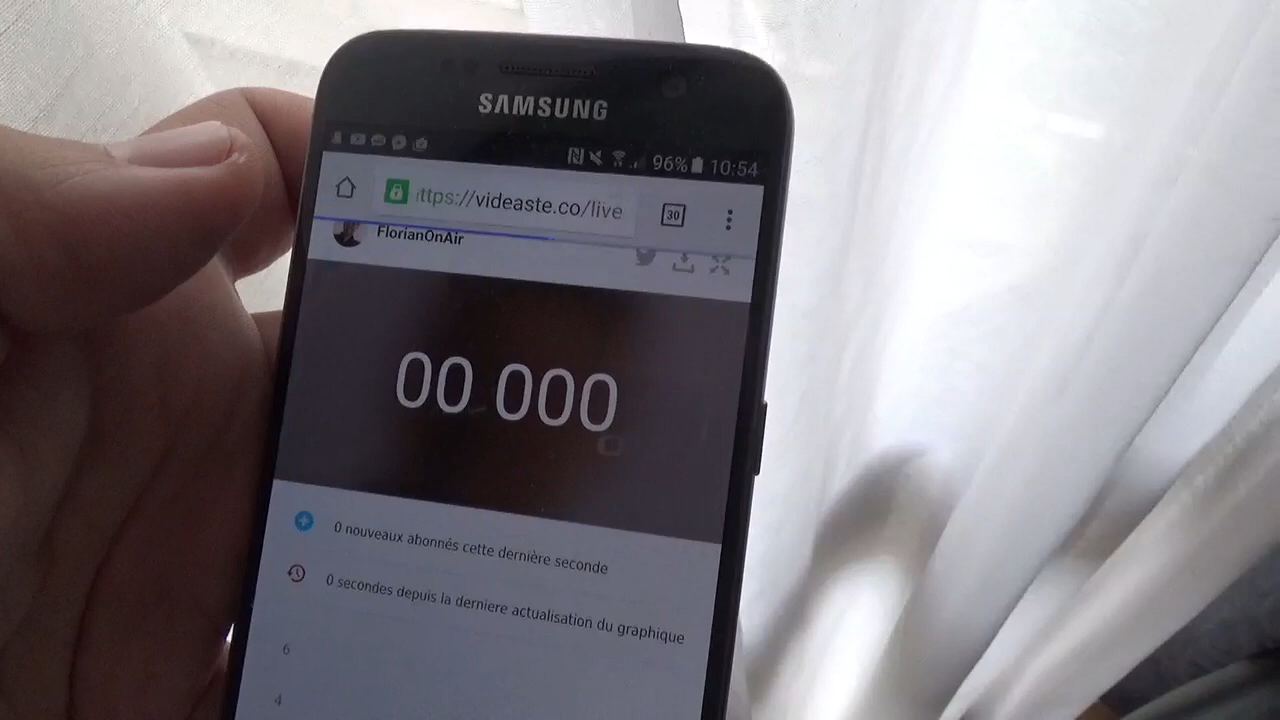 SAMSUNG
96% 10:54
ttps://videaste.co/live
30
FlorianOnAir
00 000
0 nouveaux abonnés cette dernière seconde
0 secondes depuis la derniere actualisation du graphique
6
4